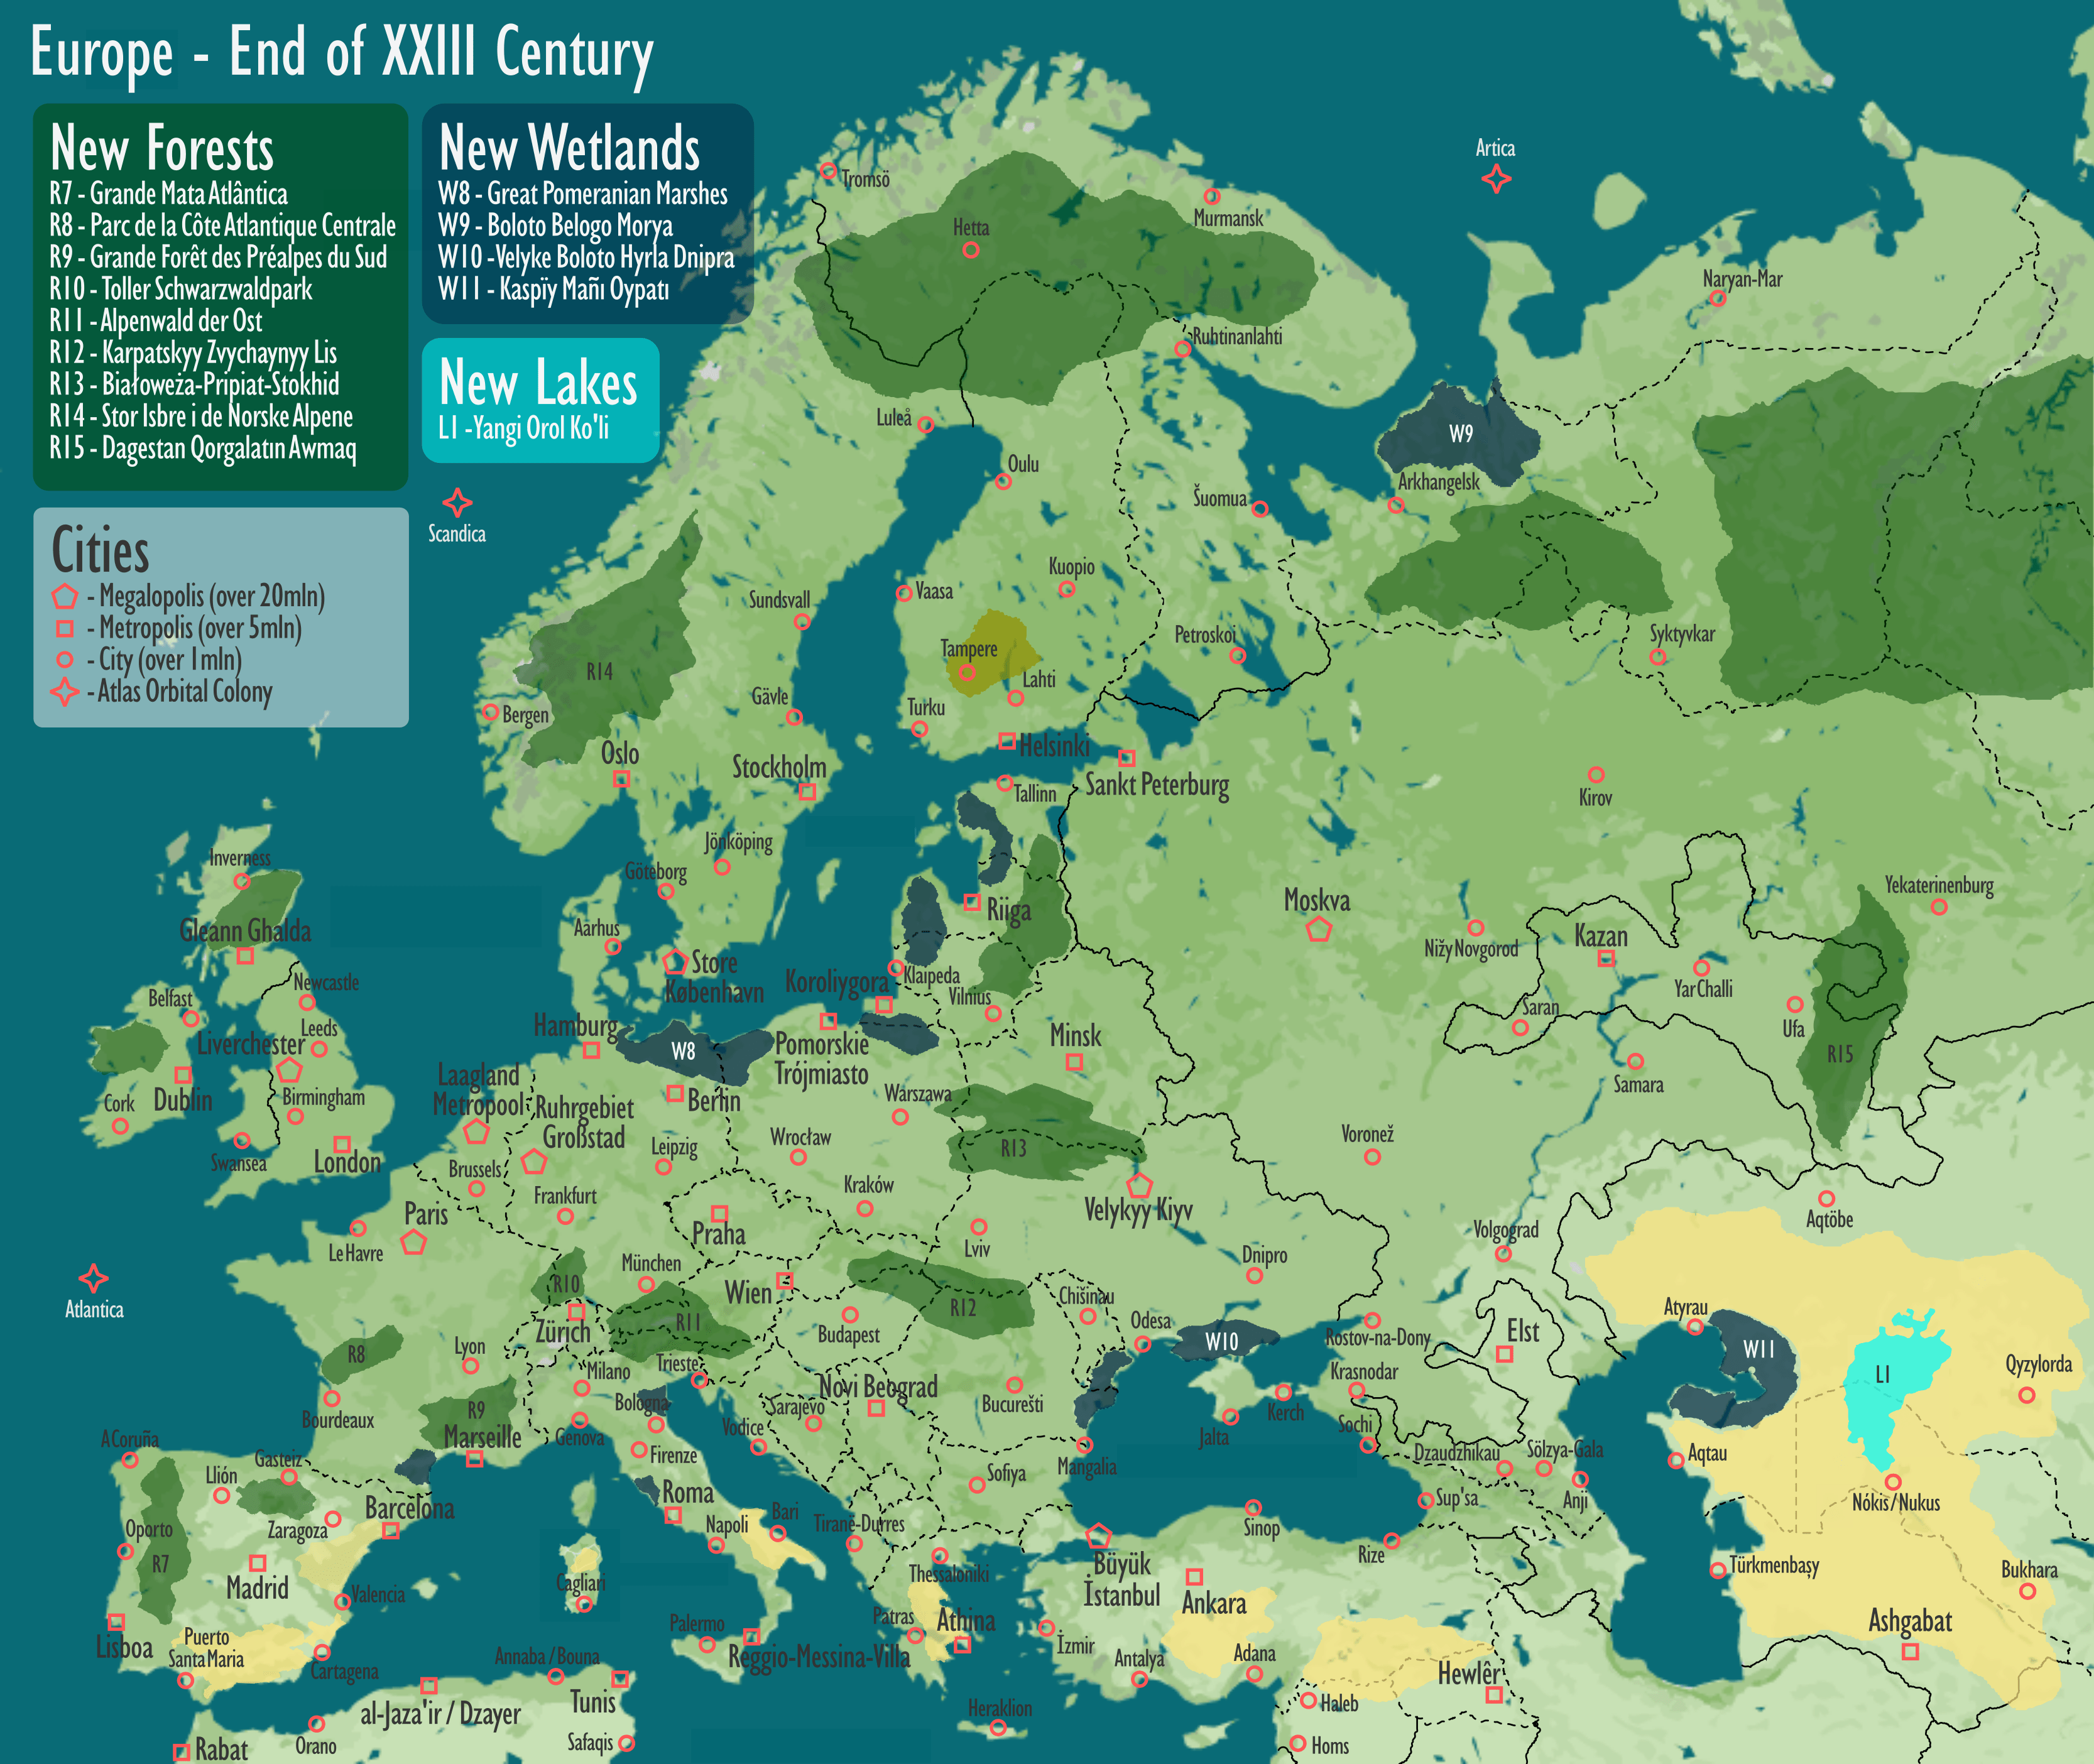 Europe - End of XXIII Century
New Forests
R7 - Grande Mata Atlântica
R8 - Parc de la Côte Atlantique Centrale
R9 - Grande Forêt des Préalpes du Sud
R10 - Toller Schwarzwaldpark
R11 - Alpenwald der Ost
R12 - Karpatskyy Zvychaynyy Lis
R13 - Białoweża-Pripiat-Stokhid
R14 - Stor Isbre i de Norske Alpene
R15 - Dagestan Qorgalatın Awmaq
New Wetlands
W8 - Great Pomeranian Marshes
W9 - Boloto Belogo Morya
W10 -Velyke Boloto Hyrla Dnipra
W11 - Kaspïy Mañı Oypatı
New Lakes
L1 -Yangi Orol Ko'li
Cities
- Megalopolis (over 20mln)
- Metropolis (over 5mln)
- City (over 1mln)
- Atlas Orbital Colony
Artica
Tromsö
Murmansk
Hetta
Naryan-Mar
Ruhtinanlahti
Luleå
W9
Oulu
Arkhangelsk
Šuomua
Scandica
Kuopio
Vaasa
Sundsvall
Petroskoi
Syktyvkar
Tampere
R14
Lahti
Gävle
Turku
Bergen
Helsinki
Oslo
Stockholm
Sankt Peterburg
Tallinn
Kirov
Jönköping
Inverness
Göteborg
Yekaterinenburg
Moskva
Riiga
Gleann Ghalda
Aarhus
Kazan
Nižy Novgorod
Store
København
Klaipeda
Koroliygora
Newcastle
YarChalli
Belfast
Vilnius
Saran
Leeds
Hamburg
Ufa
Minsk
Liverchester
W8
Pomorskie
Trójmiasto
R15
Laagland
Metropool
Samara
Birmingham
Warszawa
Dublin
Berlin
Cork
Ruhrgebiet
Großstad
Wrocław
Voronež
Leipzig
R13
London
Swansea
Brussels
Kraków
Frankfurt
Velykyy Kiyv
Paris
Aqtöbe
Praha
Volgograd
Lviv
Le Havre
Dnipro
München
R10
Wien
Chişinau
Atlantica
R12
Atyrau
Odesa
R11
Zürich
Budapest
Elst
Rostov-na-Dony
W10
W11
Lyon
R8
Trieste
Qyzylorda
Milano
Krasnodar
L1
Novi Beograd
Bologna
Bucureşti
Sarajevo
R9
Kerch
Bourdeaux
Vodice
Sochi
Marseille
Genova
Jalta
A Coruña
Firenze
Sölzya-Gala
Dzaudzhikau
Aqtau
Gasteiz
Mangalia
Llión
Sofiya
Roma
Anji
Sup'sa
Nókis / Nukus
Barcelona
Bari
Zaragoza
Tirane-Durres
Napoli
Oporto
Sinop
Rize
R7
Büyük
İstanbul
Türkmenbaşy
Thessaloniki
Bukhara
Cagliari
Madrid
Valencia
Ankara
Patras
Athina
Ashgabat
Palermo
Lisboa
Puerto
Santa Maria
İzmir
Reggio-Messina-Villa
Annaba / Bouna
Adana
Antalya
Cartagena
Hewlêr
Tunis
Haleb
Heraklion
al-Jaza'ir / Dzayer
Safaqis
Orano
Homs
Rabat